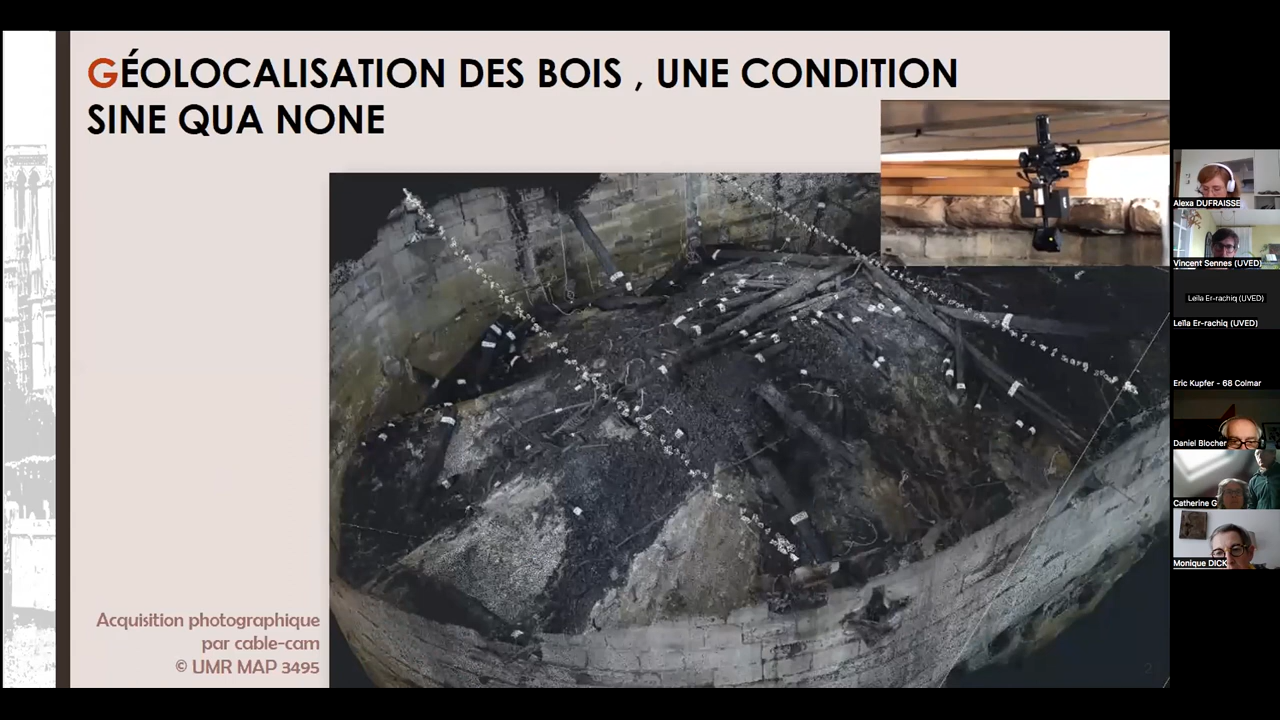 GÉOLOCALISATION DES BOIS , UNE CONDITION
SINE QUA NONE
Acquisition photographique
par cable-cam
© UMR MAP 3495
2
Alexa DUFRAISSE
Vincent Sennes (UVED)
Leïla Er-rachiq (UVED)
Leïla Er-rachiq (UVED)
Eric Kupfer - 68 Colmar
Daniel Blocher
Catherine G
Monique DICK